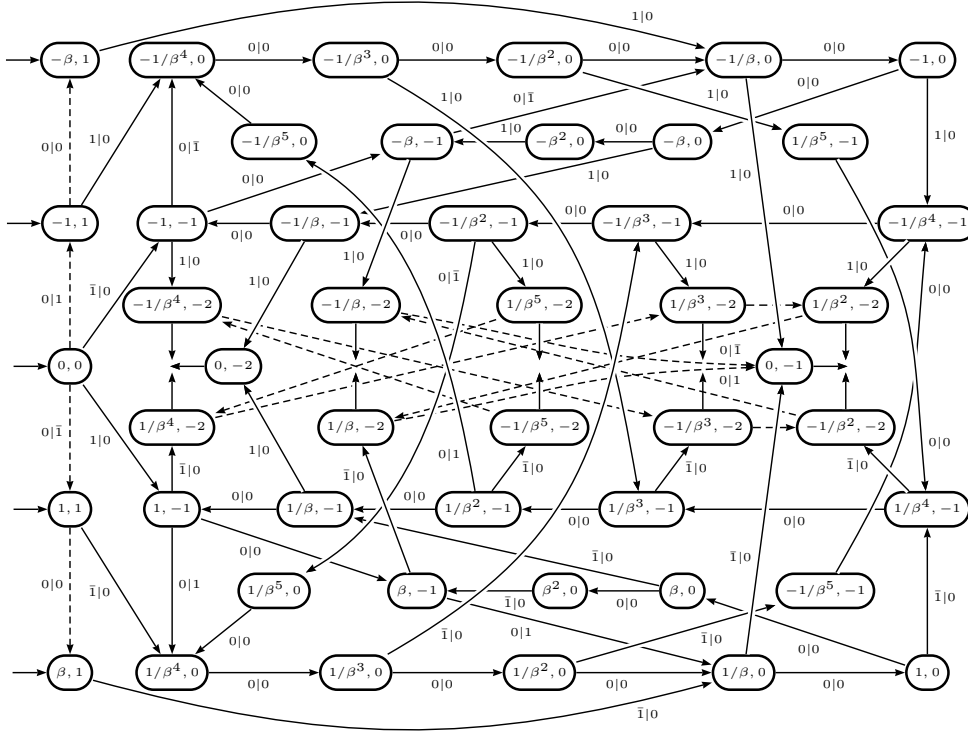 1|0
−β, 1 −1/β⁴, 0 0|0 −1/β³, 0 0|0 −1/β², 0 0|0 −1/β, 0 0|0 −1, 0
0|0 1|0 1|0 0|0
1|0 0|1̄
0|0 1|0 0|1̄ −1/β⁵, 0 −β, −1 1|0 −β², 0 0|0 −β, 0 1/β⁵, −1 1|0
0|0 1|0 1|0
−1, 1 −1, −1 0|0 −1/β, −1 0|0 −1/β², −1 0|0 −1/β³, −1 0|0 −1/β⁴, −1
1|0 1|0 1|0 0|1̄ 1|0 1|0 1|0
0|1 1̄|0 −1/β⁴, −2 −1/β, −2 1/β⁵, −2 1/β³, −2 1/β², −2 0|0
0|1̄
0, 0 0, −2 0, −1
0|1
0|1̄ 1|0 1/β⁴, −2 1|0 1/β, −2 0|1 −1/β⁵, −2 −1/β³, −2 −1/β², −2 0|0
1̄|0 1̄|0 1̄|0 1̄|0 1̄|0
1, 1 1, −1 0|0 1/β, −1 0|0 1/β², −1 0|0 1/β³, −1 0|0 1/β⁴, −1
0|0 1̄|0 1̄|0
0|0 1̄|0 0|1 1/β⁵, 0 β, −1 1̄|0 β², 0 0|0 β, 0 −1/β⁵, −1 1̄|0
0|0 1̄|0 0|1 1̄|0
β, 1 1/β⁴, 0 0|0 1/β³, 0 0|0 1/β², 0 0|0 1/β, 0 0|0 1, 0
1̄|0